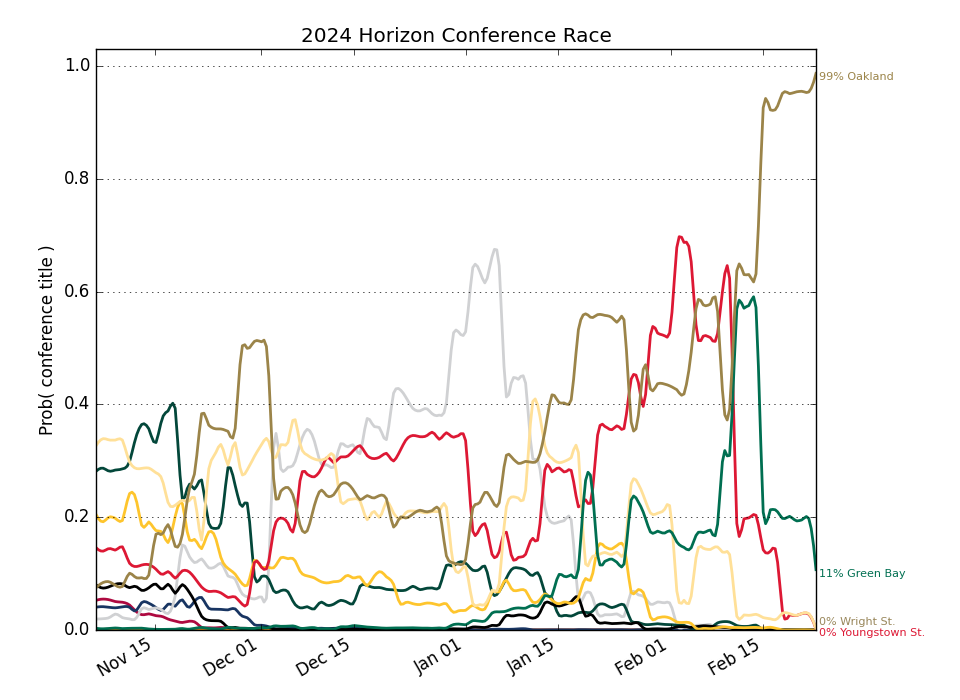 2024 Horizon Conference Race
1.0
0.8
0.6
0.4
0.2
0.0
Prob( conference title )
Nov 15
Dec 01
Dec 15
Jan 01
Jan 15
Feb 01
Feb 15
99% Oakland
11% Green Bay
0% Wright St.
0% Youngstown St.